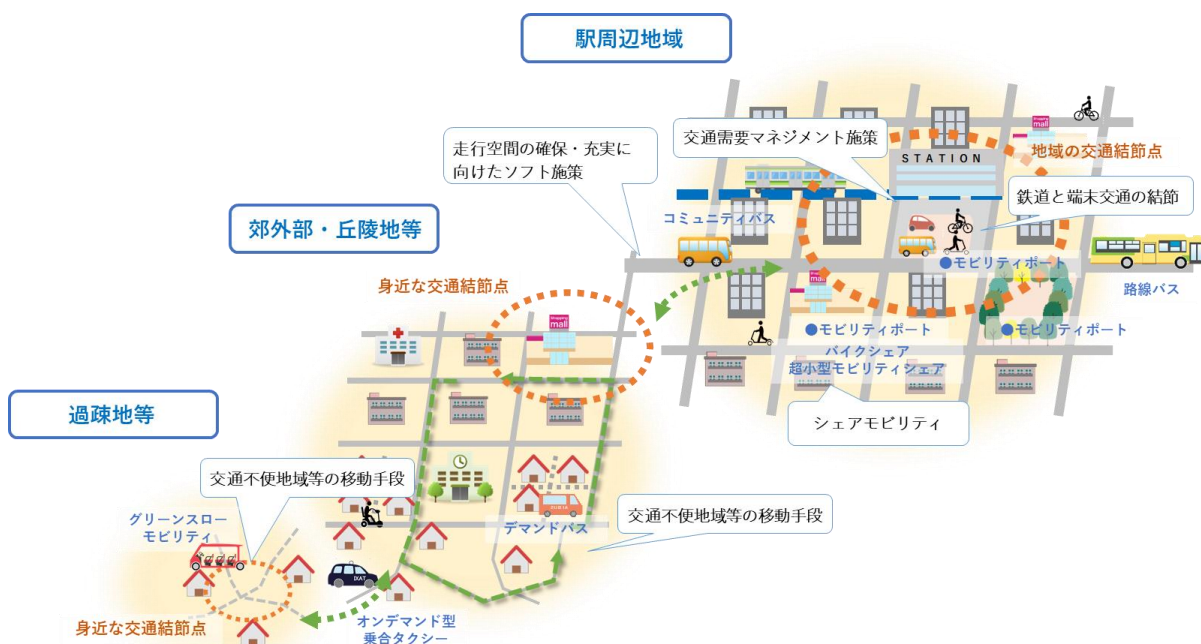 駅周辺地域
走行空間の確保・充実に
向けたソフト施策
交通需要マネジメント施策
STATION
地域の交通結節点
鉄道と端末交通の結節
コミュニティバス
●モビリティポート
路線バス
郊外部・丘陵地等
身近な交通結節点
shopping
mall
●モビリティポート
●モビリティポート
バイクシェア
超小型モビリティシェア
シェアモビリティ
過疎地等
交通不便地域等の移動手段
グリーンスロー
モビリティ
デマンドバス
交通不便地域等の移動手段
身近な交通結節点
オンデマンド型
乗合タクシー